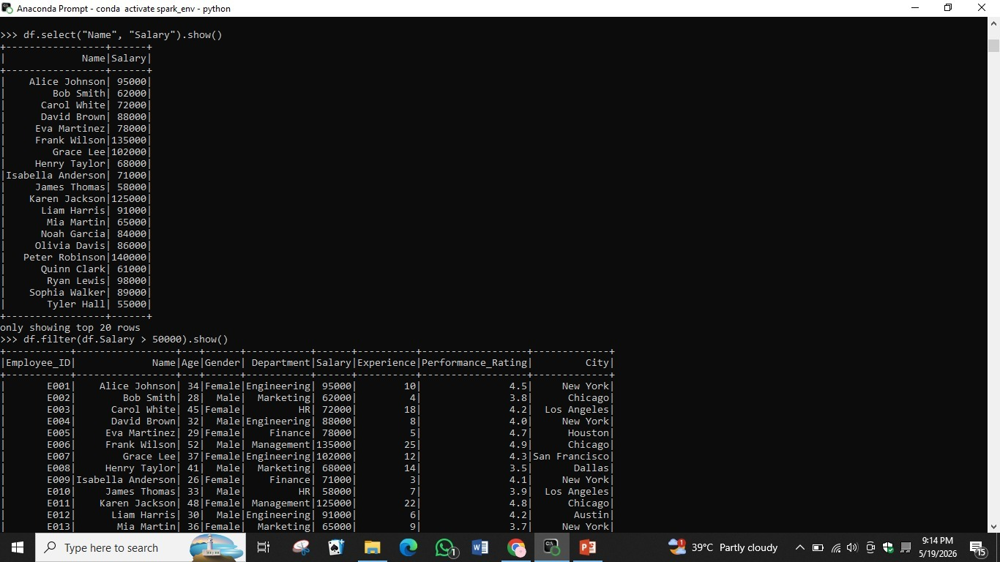 Anaconda Prompt - conda  activate spark_env - python
>>> df.select("Name", "Salary").show()
+-----------------+------+
|             Name|Salary|
+-----------------+------+
|    Alice Johnson| 95000|
|        Bob Smith| 62000|
|      Carol White| 72000|
|      David Brown| 88000|
|     Eva Martinez| 78000|
|     Frank Wilson|135000|
|        Grace Lee|102000|
|     Henry Taylor| 68000|
|Isabella Anderson| 71000|
|     James Thomas| 58000|
|    Karen Jackson|125000|
|      Liam Harris| 91000|
|       Mia Martin| 65000|
|      Noah Garcia| 84000|
|     Olivia Davis| 86000|
|   Peter Robinson|140000|
|      Quinn Clark| 61000|
|       Ryan Lewis| 98000|
|    Sophia Walker| 89000|
|       Tyler Hall| 55000|
+-----------------+------+
only showing top 20 rows
>>> df.filter(df.Salary > 50000).show()
+-----------+-----------------+---+------+-----------+------+----------+------------------+-------------+
|Employee_ID|             Name|Age|Gender| Department|Salary|Experience|Performance_Rating|         City|
+-----------+-----------------+---+------+-----------+------+----------+------------------+-------------+
|       E001|    Alice Johnson| 34|Female|Engineering| 95000|        10|               4.5|     New York|
|       E002|        Bob Smith| 28|  Male|  Marketing| 62000|         4|               3.8|      Chicago|
|       E003|      Carol White| 45|Female|         HR| 72000|        18|               4.2|  Los Angeles|
|       E004|      David Brown| 32|  Male|Engineering| 88000|         8|               4.0|     New York|
|       E005|     Eva Martinez| 29|Female|    Finance| 78000|         5|               4.7|      Houston|
|       E006|     Frank Wilson| 52|  Male| Management|135000|        25|               4.9|      Chicago|
|       E007|        Grace Lee| 37|Female|Engineering|102000|        12|               4.3|San Francisco|
|       E008|     Henry Taylor| 41|  Male|  Marketing| 68000|        14|               3.5|       Dallas|
|       E009|Isabella Anderson| 26|Female|    Finance| 71000|         3|               4.1|     New York|
|       E010|     James Thomas| 33|  Male|         HR| 58000|         7|               3.9|  Los Angeles|
|       E011|    Karen Jackson| 48|Female| Management|125000|        22|               4.8|      Chicago|
|       E012|      Liam Harris| 30|  Male|Engineering| 91000|         6|               4.2|       Austin|
|       E013|       Mia Martin| 36|Female|  Marketing| 65000|         9|               3.7|     New York|
Type here to search
1
1
39°C Partly cloudy
9:14 PM
5/19/2026
15